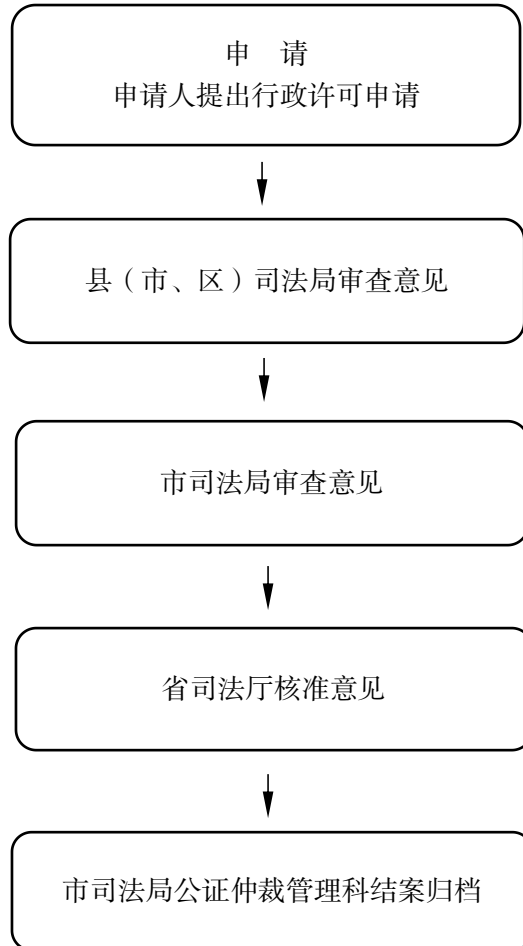 申　请
申请人提出行政许可申请
县（市、区）司法局审查意见
市司法局审查意见
省司法厅核准意见
市司法局公证仲裁管理科结案归档